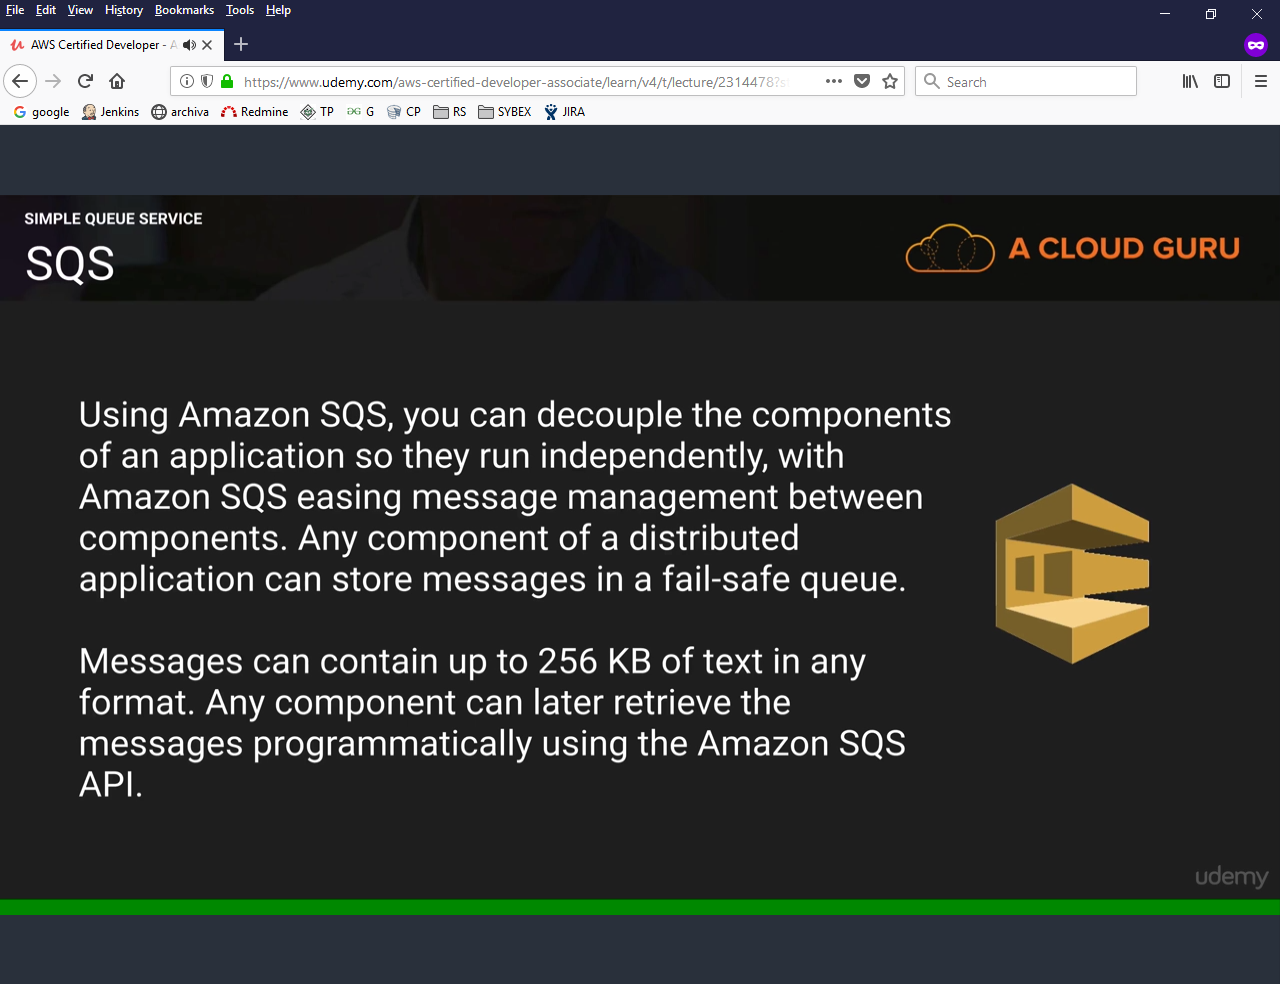 File Edit View History Bookmarks Tools Help
AWS Certified Developer - A
https://www.udemy.com/aws-certified-developer-associate/learn/v4/t/lecture/2314478?s
Search
google Jenkins archiva Redmine TP G CP RS SYBEX JIRA
SIMPLE QUEUE SERVICE
SQS
A CLOUD GURU
Using Amazon SQS, you can decouple the components
of an application so they run independently, with
Amazon SQS easing message management between
components. Any component of a distributed
application can store messages in a fail-safe queue.
Messages can contain up to 256 KB of text in any
format. Any component can later retrieve the
messages programmatically using the Amazon SQS
API.
udemy